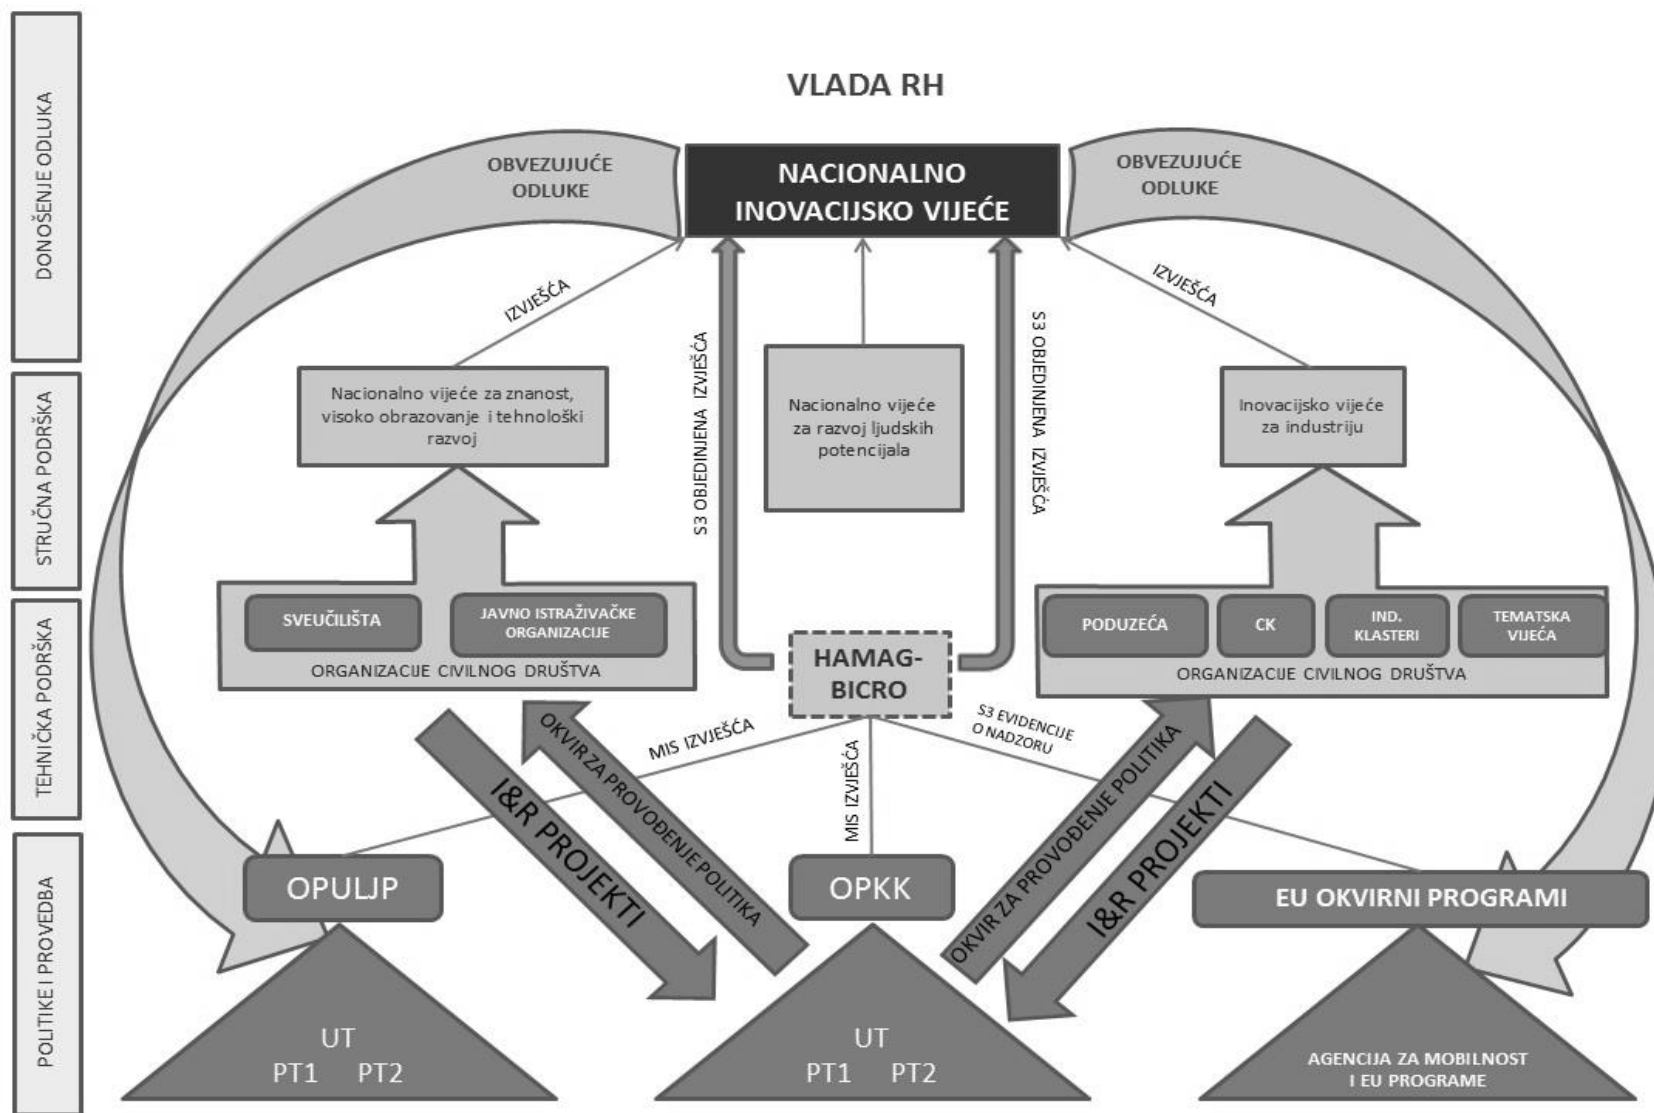 VLADA RH
DONOŠENJE ODLUKA
OBVEZUJUĆE
ODLUKE
NACIONALNO
INOVACIJSKO VIJEĆE
OBVEZUJUĆE
ODLUKE
IZVJEŠĆA
IZVJEŠĆA
S3 OBJEDINJENA IZVJEŠĆA
S3 OBJEDINJENA IZVJEŠĆA
STRUČNA PODRŠKA
Nacionalno vijeće za znanost,
visoko obrazovanje i tehnološki
razvoj
Nacionalno vijeće
za razvoj ljudskih
potencijala
Inovacijsko vijeće
za industriju
TEHNIČKA PODRŠKA
SVEUČILIŠTA
JAVNO ISTRAŽIVAČKE
ORGANIZACIJE
ORGANIZACIJE CIVILNOG DRUŠTVA
HAMAG-
BICRO
PODUZEĆA
CK
IND.
KLASTERI
TEMATSKA
VIJEĆA
ORGANIZACIJE CIVILNOG DRUŠTVA
MIS IZVJEŠĆA
MIS IZVJEŠĆA
S3 EVIDENCIJE
O NADZORU
I&R PROJEKTI
OKVIR ZA PROVOĐENJE POLITIKA
OKVIR ZA PROVOĐENJE POLITIKA
I&R PROJEKTI
POLITIKE I PROVEDBA
OPULJP
OPKK
EU OKVIRNI PROGRAMI
UT
PT1 PT2
UT
PT1 PT2
AGENCIJA ZA MOBILNOST
I EU PROGRAME